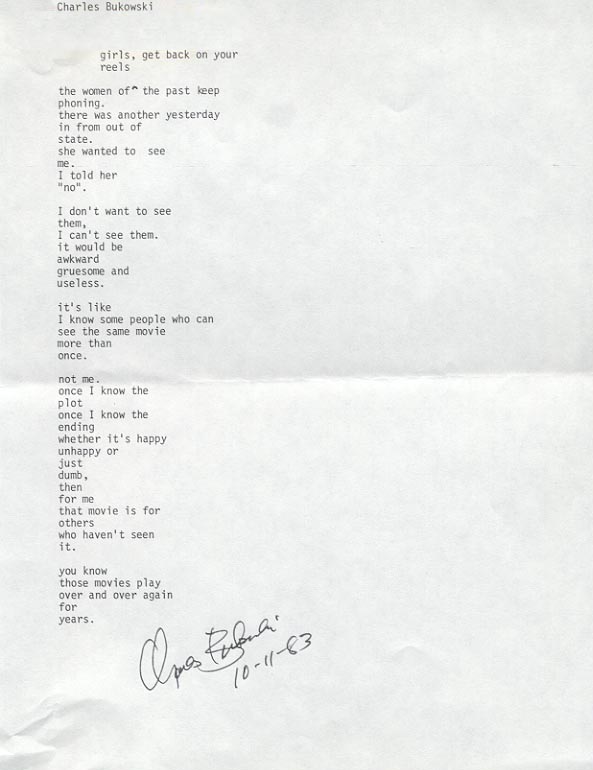 Charles Bukowski
girls, get back on your
reels
the women of^ the past keep
phoning.
there was another yesterday
in from out of
state.
she wanted to see
me.
I told her
"no".
I don't want to see
them,
I can't see them.
it would be
awkward
gruesome and
useless.
it's like
I know some people who can
see the same movie
more than
once.
not me.
once I know the
plot
once I know the
ending
whether it's happy
unhappy or
just
dumb,
then
for me
that movie is for
others
who haven't seen
it.
you know
those movies play
over and over again
for
years.
Charles Bukowski
10-11-83